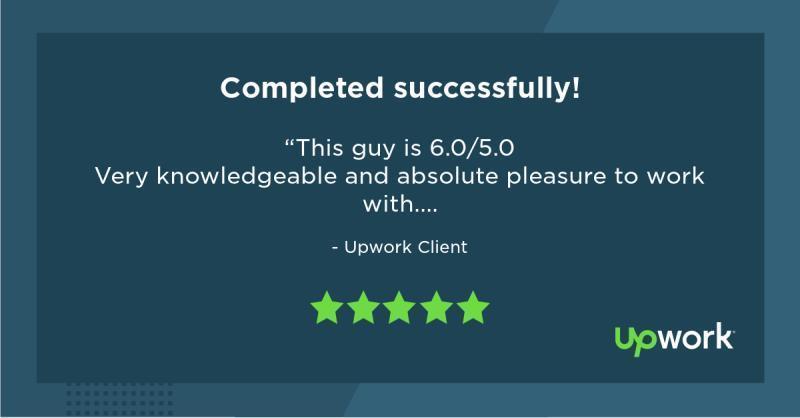 Completed successfully!
“This guy is 6.0/5.0
Very knowledgeable and absolute pleasure to work
with....
- Upwork Client
upwork